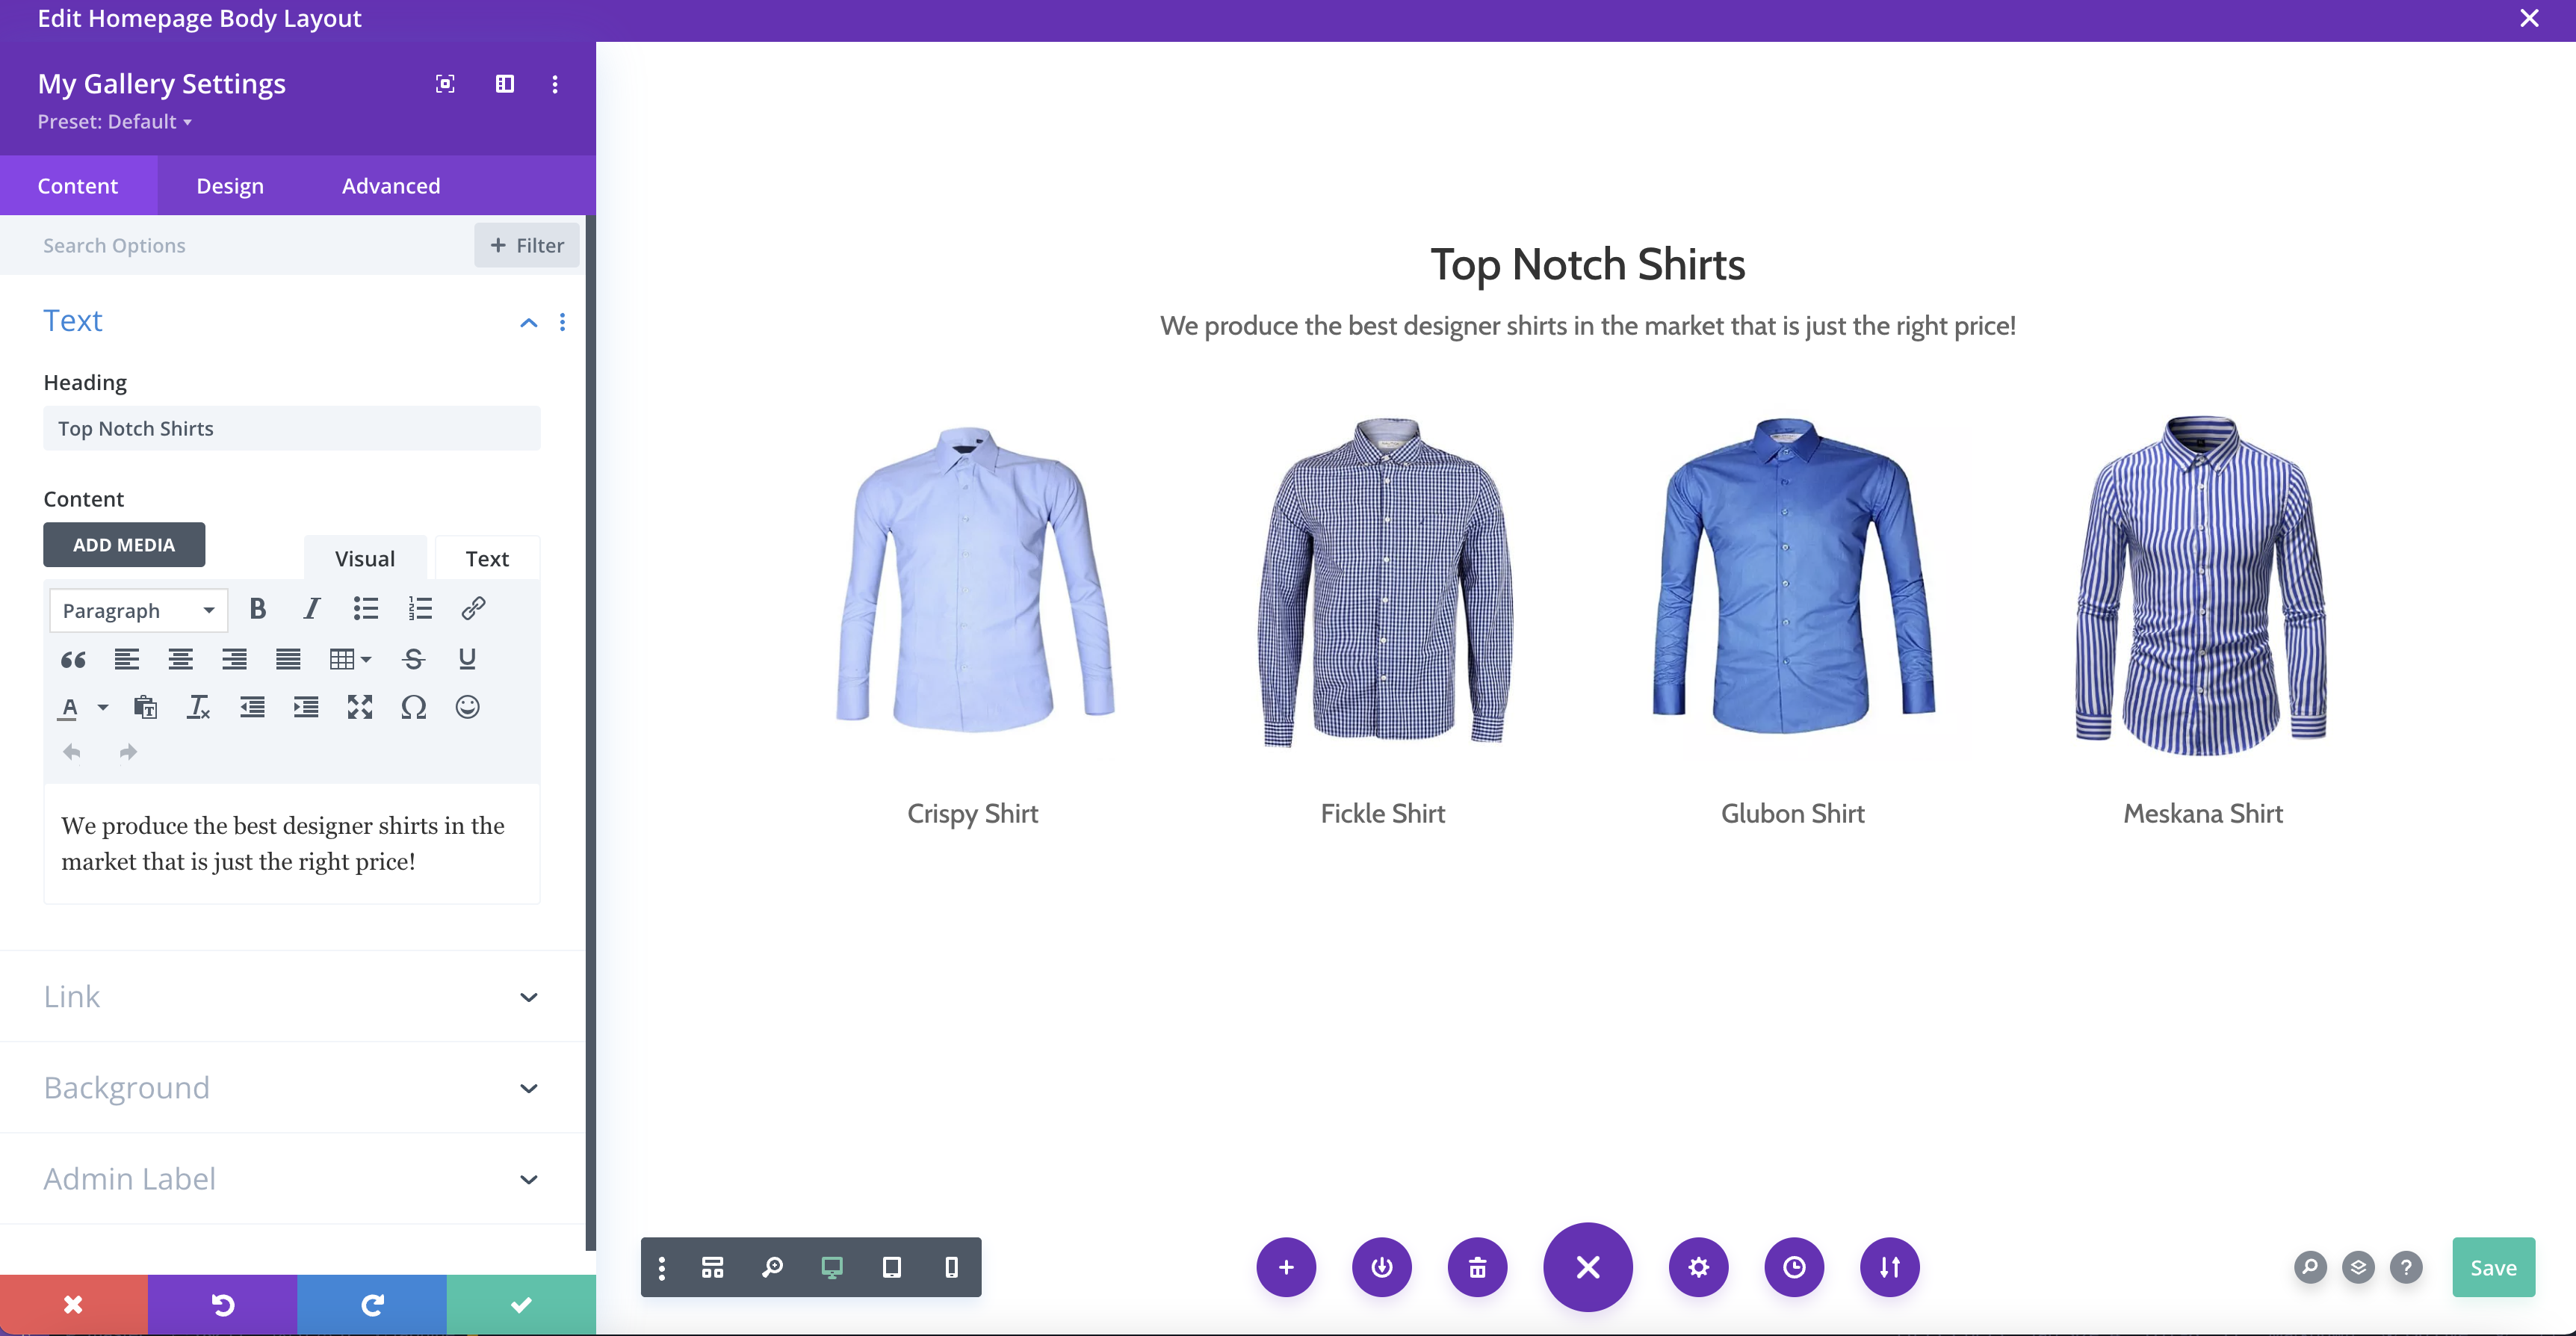 Edit Homepage Body Layout
My Gallery Settings
Preset: Default
Content Design Advanced
Search Options + Filter
Text
Heading
Top Notch Shirts
Content
ADD MEDIA
Visual Text
Paragraph
We produce the best designer shirts in the
market that is just the right price!
Link
Background
Admin Label
Top Notch Shirts
We produce the best designer shirts in the market that is just the right price!
Crispy Shirt Fickle Shirt Glubon Shirt Meskana Shirt
Save